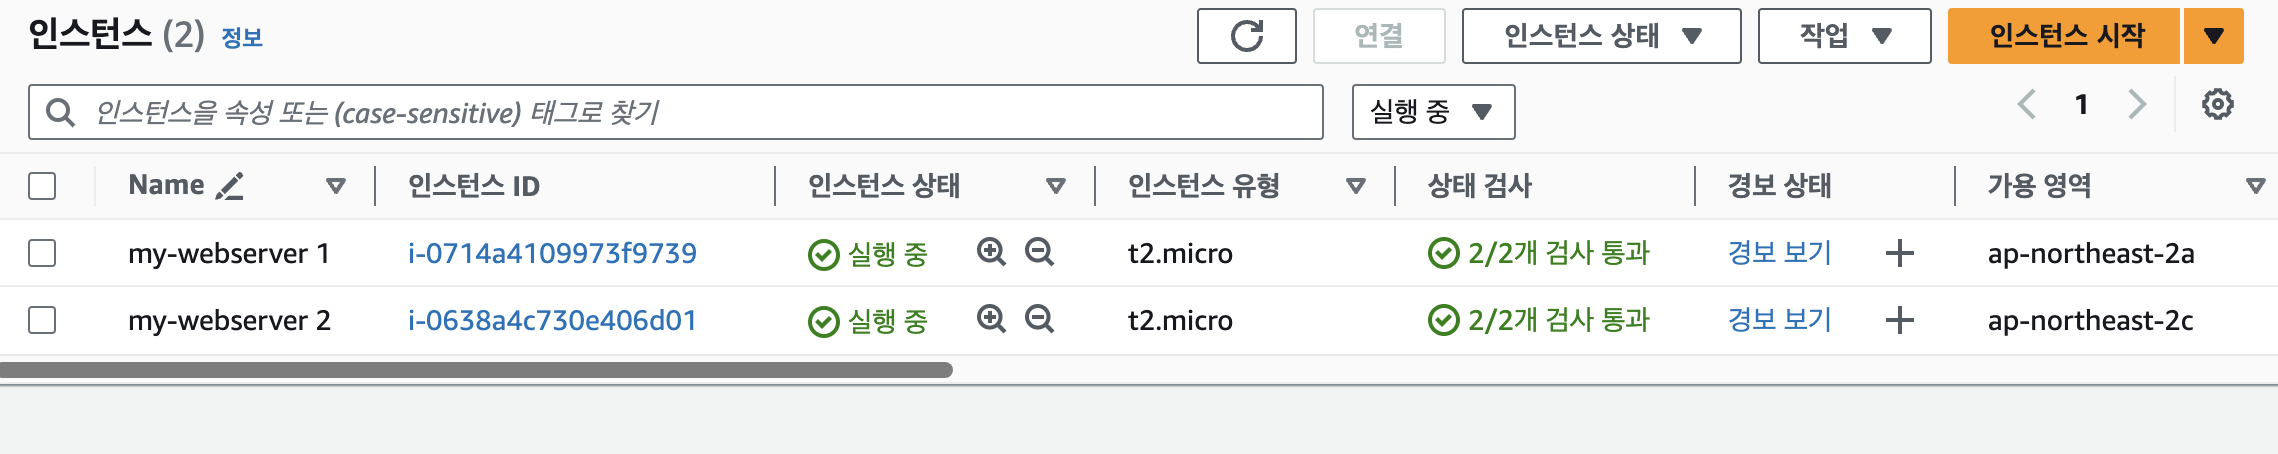 인스턴스 (2) 정보 연결 인스턴스 상태 작업 인스턴스 시작
인스턴스을 속성 또는 (case-sensitive) 태그로 찾기 실행 중 1
Name 인스턴스 ID 인스턴스 상태 인스턴스 유형 상태 검사 경보 상태 가용 영역
my-webserver 1 i-0714a4109973f9739 실행 중 t2.micro 2/2개 검사 통과 경보 보기 ap-northeast-2a
my-webserver 2 i-0638a4c730e406d01 실행 중 t2.micro 2/2개 검사 통과 경보 보기 ap-northeast-2c